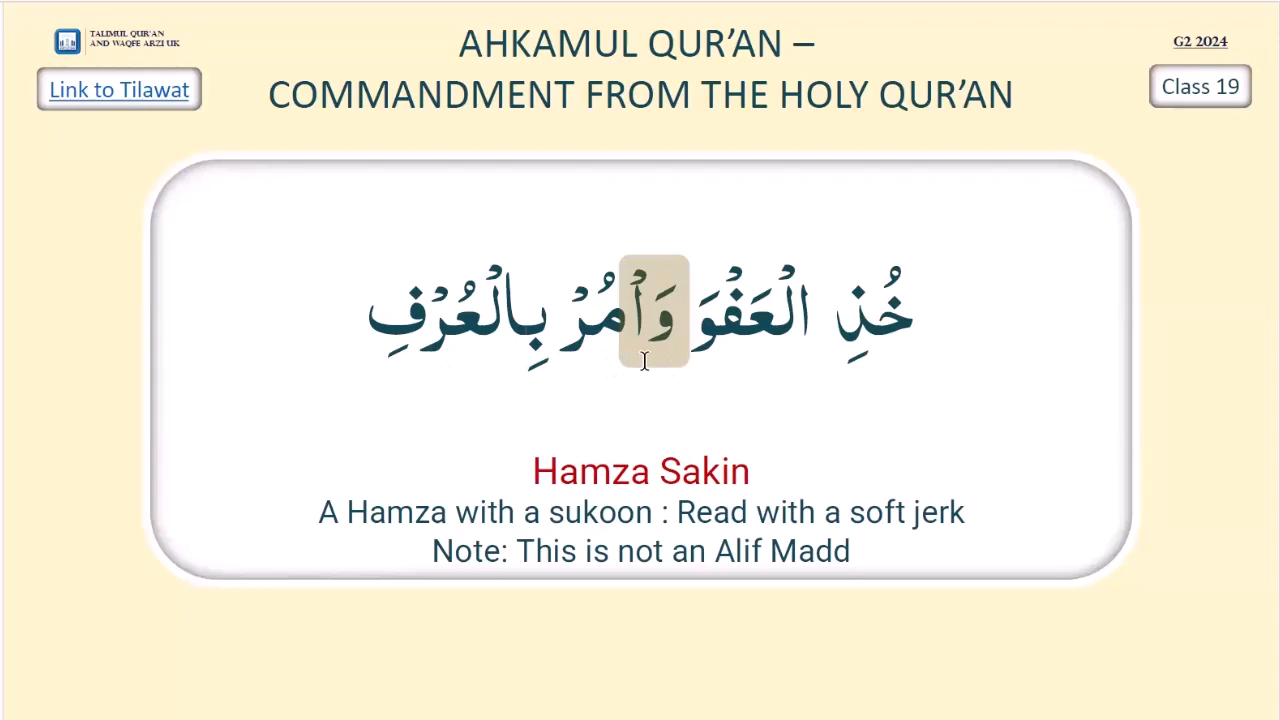 TALIMUL QUR'AN
AND WAQFE ARZI UK
AHKAMUL QUR’AN –
COMMANDMENT FROM THE HOLY QUR’AN
G2 2024
Link to Tilawat
Class 19
خُذِ الْعَفْوَ وَاْمُرْ بِالْعُرْفِ
Hamza Sakin
A Hamza with a sukoon : Read with a soft jerk
Note: This is not an Alif Madd